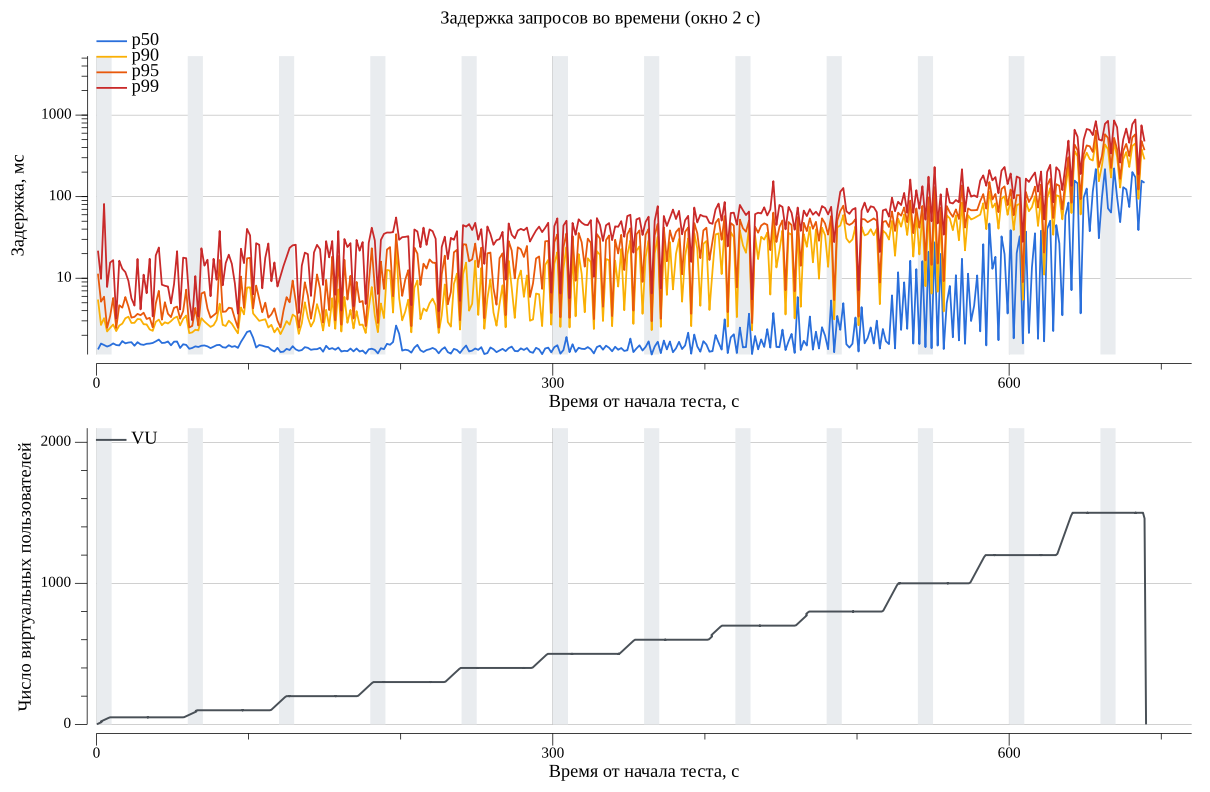 Задержка запросов во времени (окно 2 с)
p50
p90
p95
p99
1000
100
10
Задержка, мс
0
300
600
Время от начала теста, с
VU
2000
1000
0
Число виртуальных пользователей
0
300
600
Время от начала теста, с